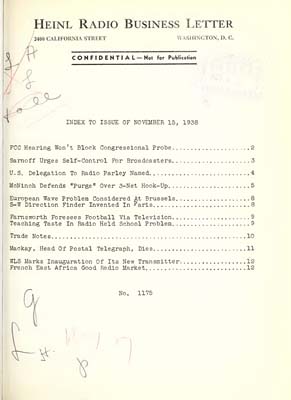 HEINL RADIO BUSINESS LETTER
2400 CALIFORNIA STREET WASHINGTON, D. C.
CONFIDENTIAL — Not for Publication
INDEX TO ISSUE OF NOVEMBER 15, 1938
FCC Hearing Won't Block Congressional Probe....................2
Sarnoff Urges Self-Control For Broadcasters....................3
U.S. Delegation To Radio Parley Named..........................4
McNinch Defends "Purge" Over 3-Net Hook-Up.....................5
European Wave Problem Considered At Brussels...................8
S-W Direction Finder Invented In Paris.........................8
Farnsworth Foresees Football Via Television....................9
Teaching Taste In Radio Held School Problem....................9
Trade Notes...................................................10
Mackay, Head Of Postal Telegraph, Dies........................11
WLS Marks Inauguration Of Its New Transmitter.................12
French East Africa Good Radio Market..........................12
No. 1175